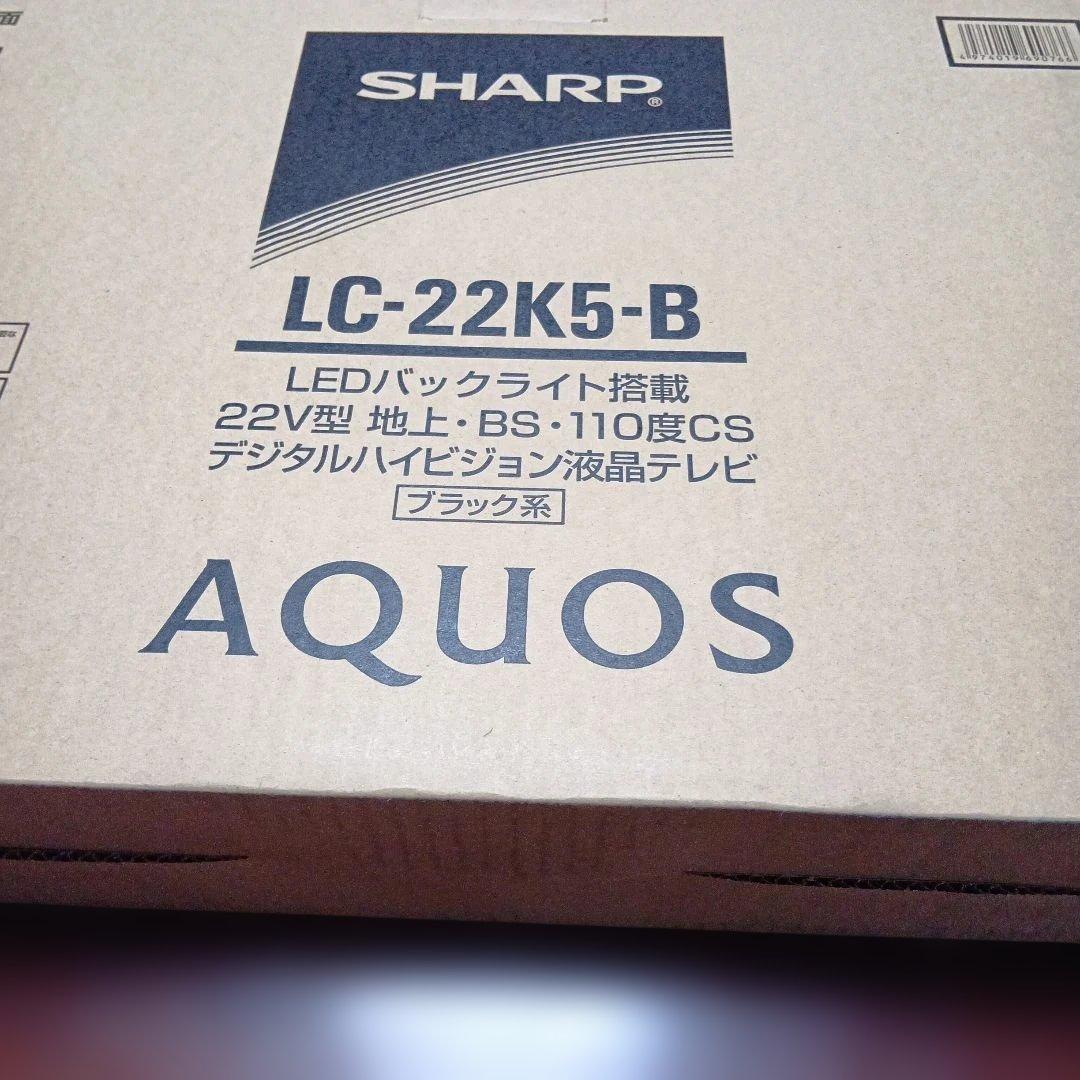 面
SHARP®
4974019690766
LC-22K5-B
LEDバックライト搭載
22V型 地上・BS・110度CS
デジタルハイビジョン液晶テレビ
ブラック系
AQUOS